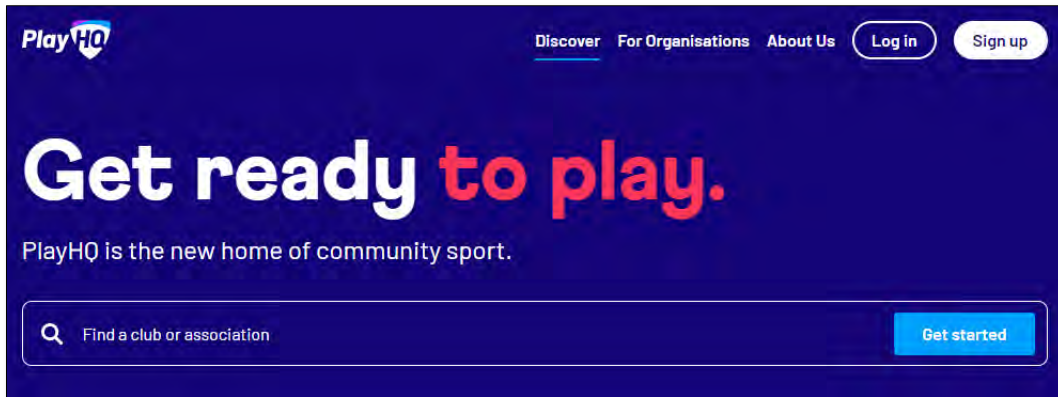 PlayHQ
Discover For Organisations About Us Log in Sign up
Get ready to play.
PlayHQ is the new home of community sport.
Find a club or association
Get started